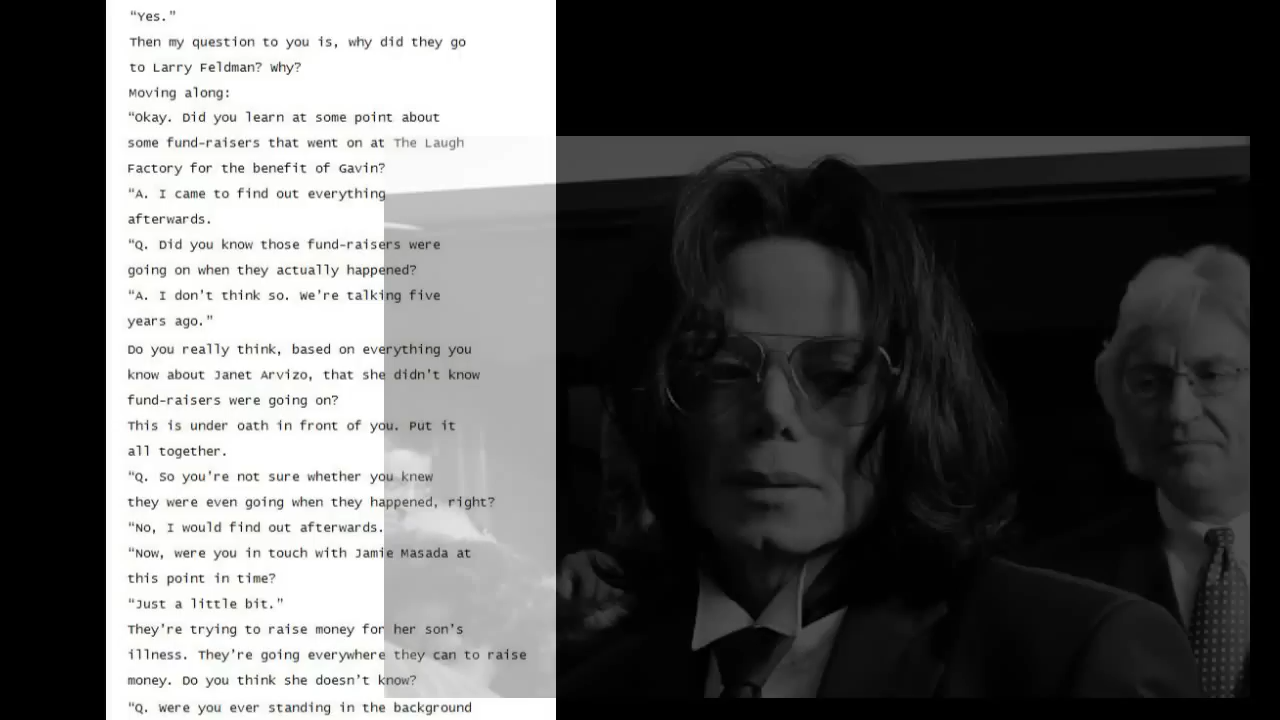 “Yes.”
Then my question to you is, why did they go
to Larry Feldman? Why?
Moving along:
“Okay. Did you learn at some point about
some fund-raisers that went on at The Laugh
Factory for the benefit of Gavin?
“A. I came to find out everything
afterwards.
“Q. Did you know those fund-raisers were
going on when they actually happened?
“A. I don’t think so. We’re talking five
years ago.”
Do you really think, based on everything you
know about Janet Arvizo, that she didn’t know
fund-raisers were going on?
This is under oath in front of you. Put it
all together.
“Q. So you’re not sure whether you knew
they were even going when they happened, right?
“No, I would find out afterwards.
“Now, were you in touch with Jamie Masada at
this point in time?
“Just a little bit.”
They’re trying to raise money for her son’s
illness. They’re going everywhere they can to raise
money. Do you think she doesn’t know?
“Q. were you ever standing in the background